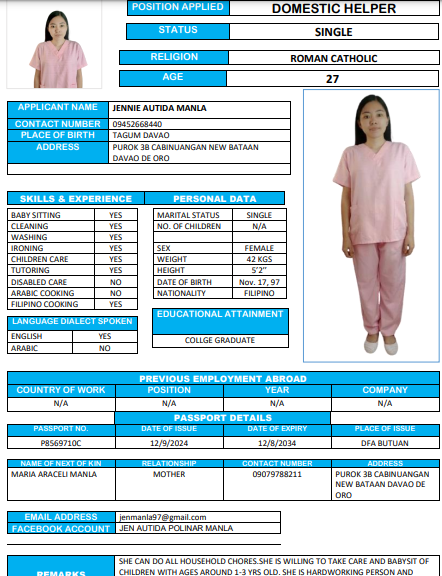 POSITION APPLIED DOMESTIC HELPER
STATUS SINGLE
RELIGION ROMAN CATHOLIC
AGE 27
APPLICANT NAME JENNIE AUTIDA MANLA
CONTACT NUMBER 09452668440
PLACE OF BIRTH TAGUM DAVAO
ADDRESS PUROK 3B CABINUANGAN NEW BATAAN
DAVAO DE ORO
SKILLS & EXPERIENCE PERSONAL DATA
BABY SITTING YES MARITAL STATUS SINGLE
CLEANING YES NO. OF CHILDREN N/A
WASHING YES
IRONING YES SEX FEMALE
CHILDREN CARE YES WEIGHT 42 KGS
TUTORING YES HEIGHT 5'2"
DISABLED CARE NO DATE OF BIRTH Nov. 17, 97
ARABIC COOKING NO NATIONALITY FILIPINO
FILIPINO COOKING YES
EDUCATIONAL ATTAINMENT
LANGUAGE DIALECT SPOKEN
ENGLISH YES COLLGE GRADUATE
ARABIC NO
PREVIOUS EMPLOYMENT ABROAD
COUNTRY OF WORK POSITION YEAR COMPANY
N/A N/A N/A N/A
PASSPORT DETAILS
PASSPORT NO. DATE OF ISSUE DATE OF EXPIRY PLACE OF ISSUE
P8569710C 12/9/2024 12/8/2034 DFA BUTUAN
NAME OF NEXT OF KIN RELATIONSHIP CONTACT NUMBER ADDRESS
MARIA ARACELI MANLA MOTHER 09079788211 PUROK 3B CABINUANGAN
NEW BATAAN DAVAO DE
ORO
EMAIL ADDRESS jenmanla97@gmail.com
FACEBOOK ACCOUNT JEN AUTIDA POLINAR MANLA
SHE CAN DO ALL HOUSEHOLD CHORES.SHE IS WILLING TO TAKE CARE AND BABYSIT OF
REMARKS CHILDREN WITH AGES AROUND 1-3 YRS OLD. SHE IS HARDWORKING PERSON AND